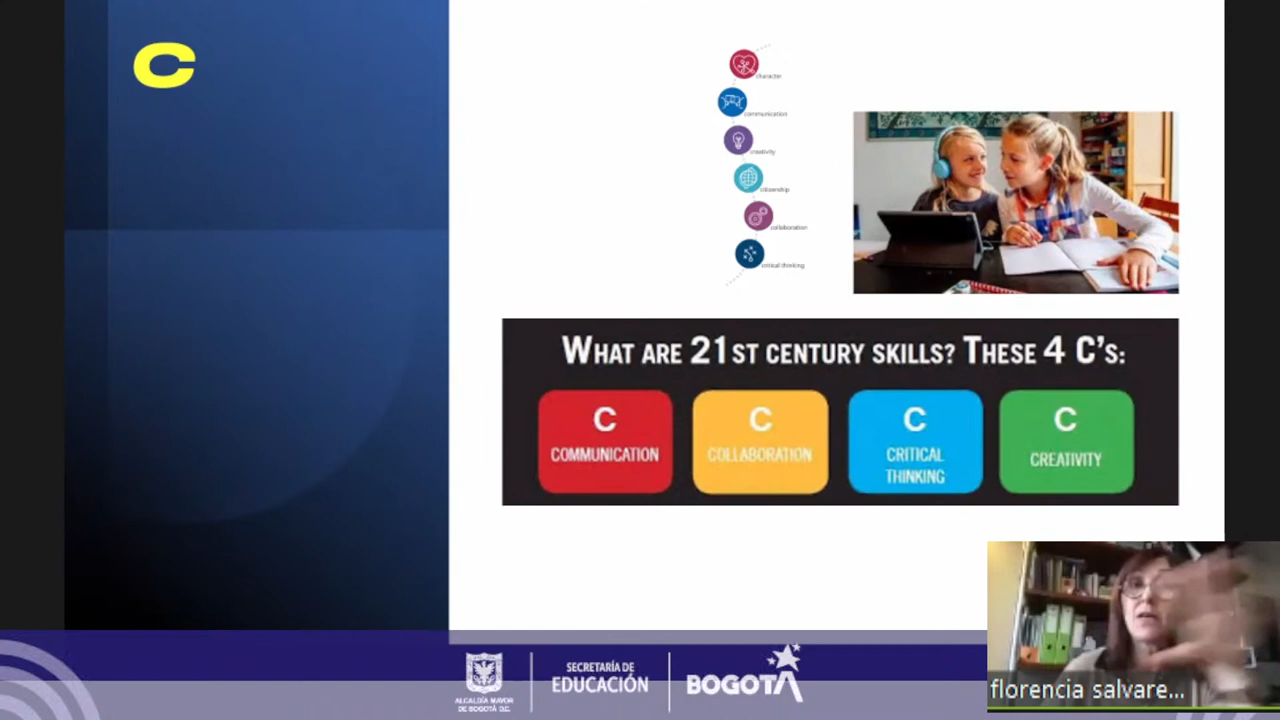 C
character
communication
creativity
citizenship
collaboration
critical thinking
WHAT ARE 21ST CENTURY SKILLS? THESE 4 C'S:
C
COMMUNICATION
C
COLLABORATION
C
CRITICAL
THINKING
C
CREATIVITY
ALCALDÍA MAYOR
DE BOGOTÁ D.C.
SECRETARÍA DE
EDUCACIÓN
BOGOTÁ
florencia salvare...